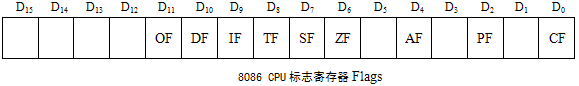 D15 D14 D13 D12 D11 D10 D9 D8 D7 D6 D5 D4 D3 D2 D1 D0
OF DF IF TF SF ZF AF PF CF
8086 CPU 标志寄存器 Flags